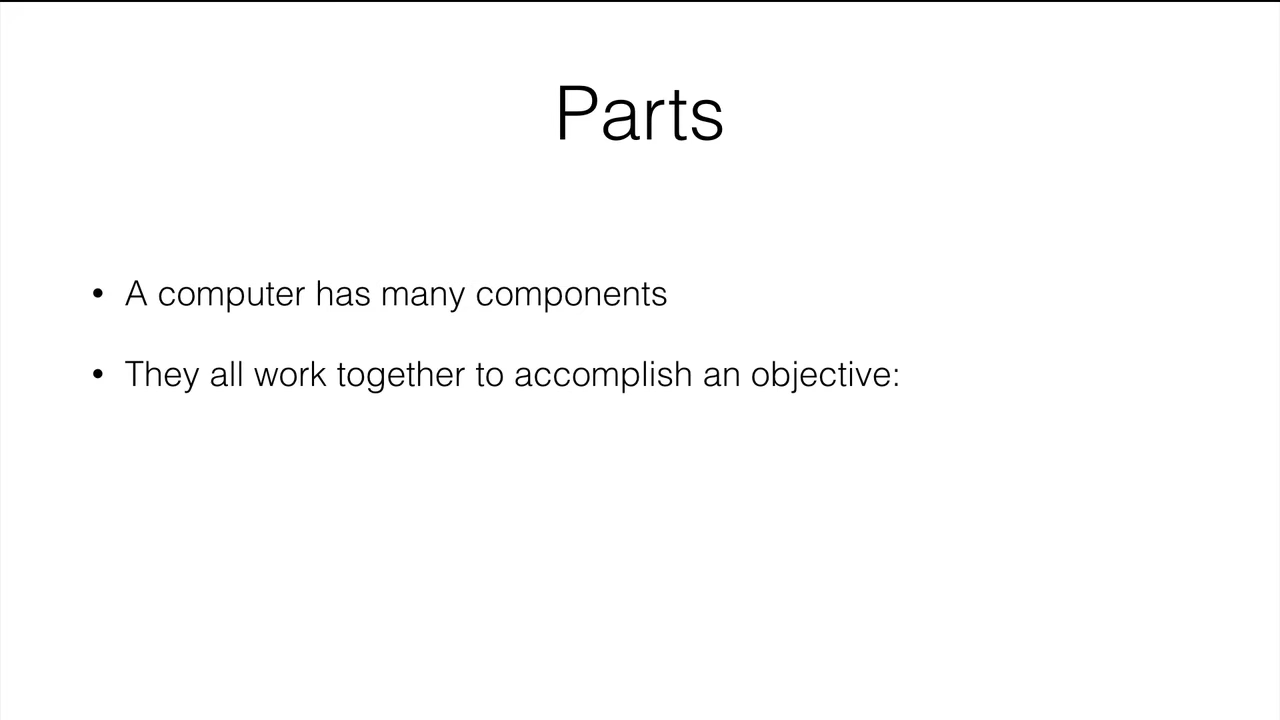 Parts
• A computer has many components
• They all work together to accomplish an objective: